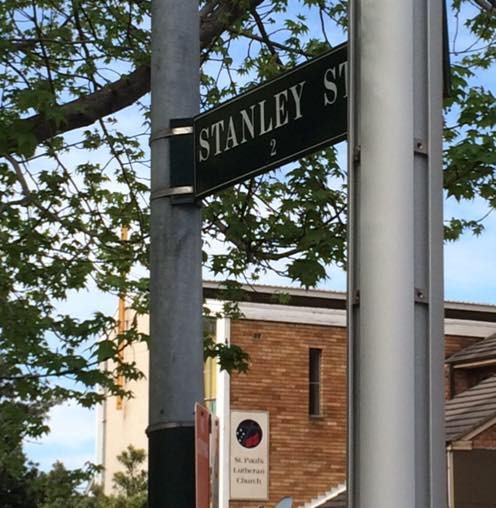 STANLEY ST
2
St. Paul's
Lutheran
Church